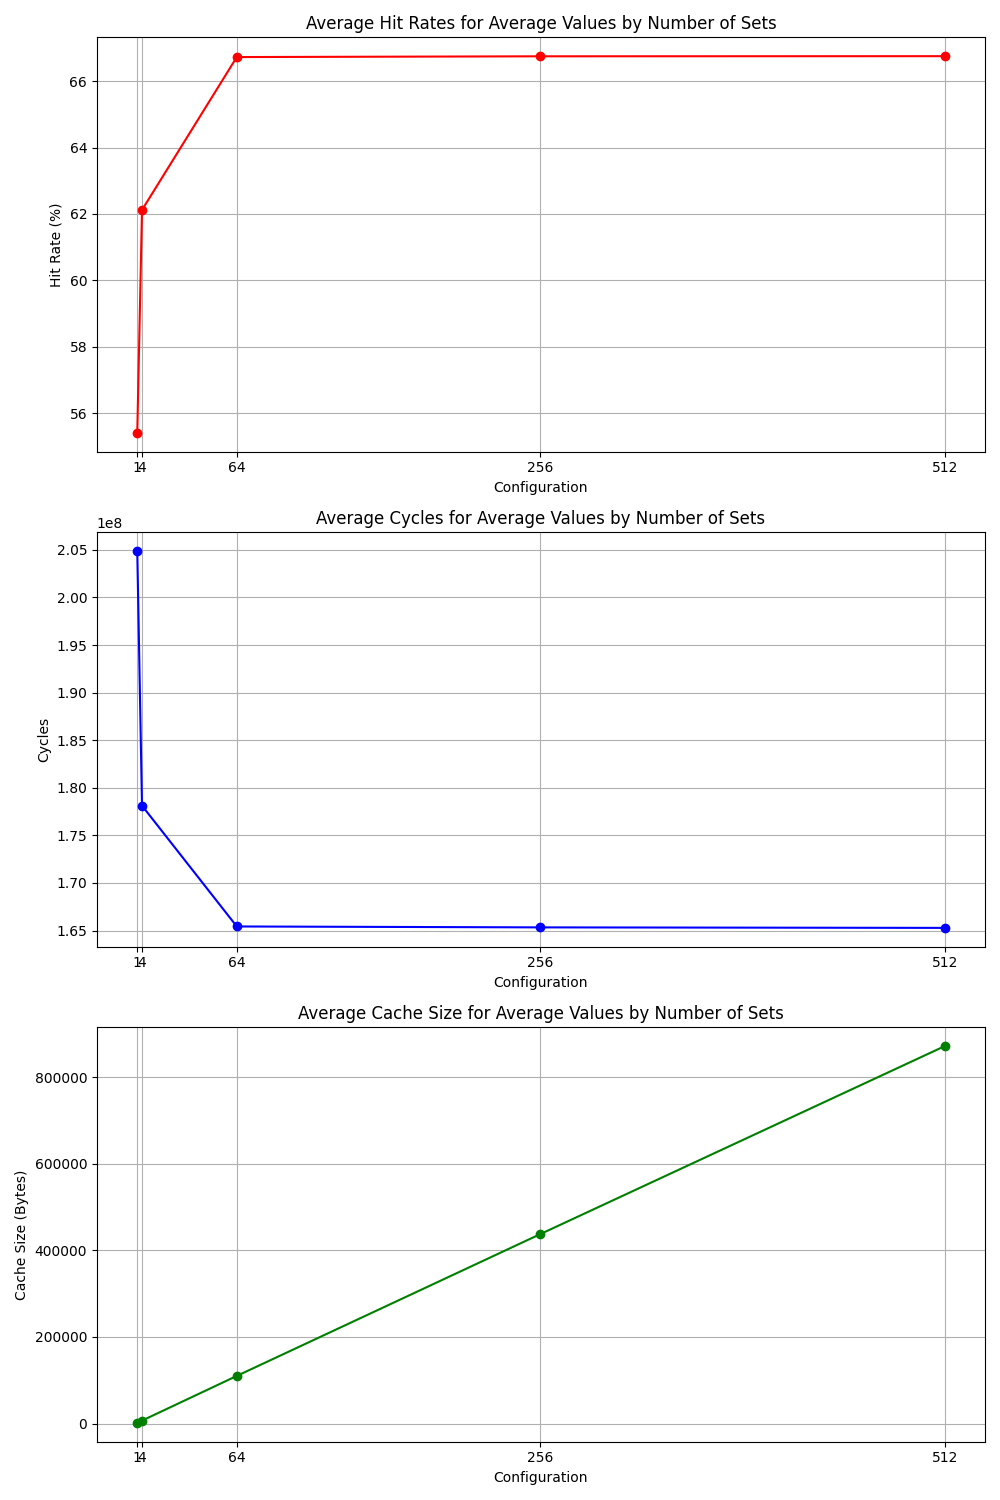 Average Hit Rates for Average Values by Number of Sets
Hit Rate (%)
66
64
62
60
58
56
1 4 64 256 512
Configuration
Average Cycles for Average Values by Number of Sets
1e8
Cycles
2.05
2.00
1.95
1.90
1.85
1.80
1.75
1.70
1.65
1 4 64 256 512
Configuration
Average Cache Size for Average Values by Number of Sets
Cache Size (Bytes)
800000
600000
400000
200000
0
1 4 64 256 512
Configuration